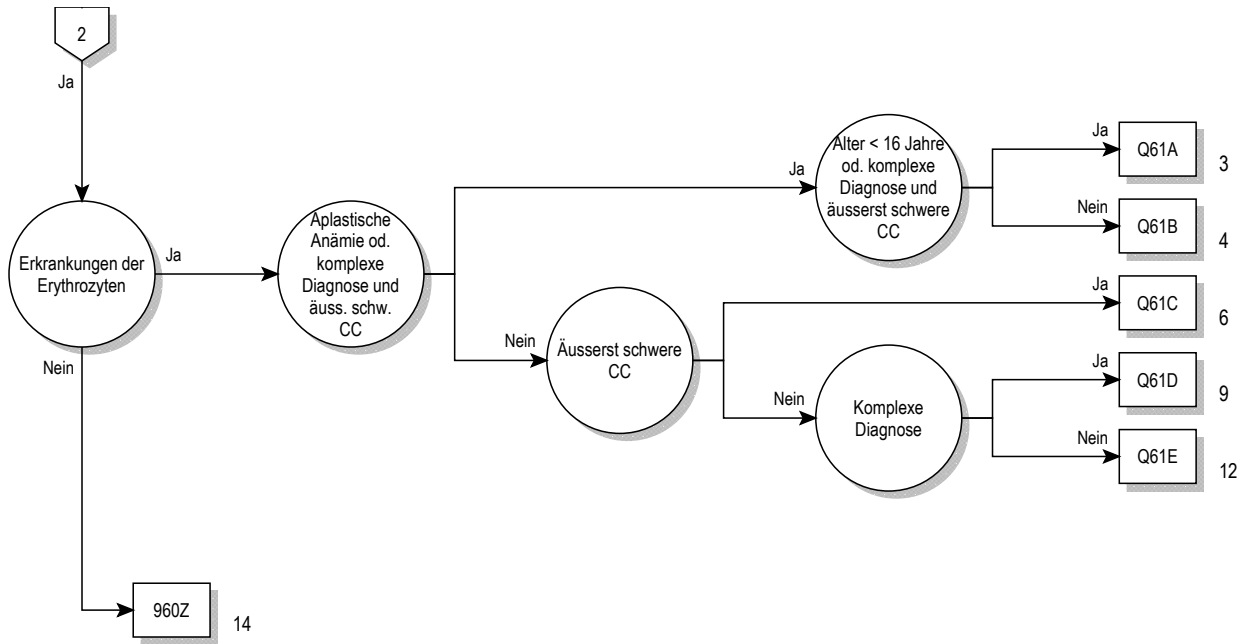 2
Ja
Erkrankungen der
Erythrozyten
Ja
Nein
Aplastische
Anämie od.
komplexe
Diagnose und
äuss. schw.
CC
Ja
Alter < 16 Jahre
od. komplexe
Diagnose und
äusserst schwere
CC
Ja
Q61A
3
Nein
Q61B
4
Nein
Äusserst schwere
CC
Ja
Q61C
6
Nein
Komplexe
Diagnose
Ja
Q61D
9
Nein
Q61E
12
960Z
14